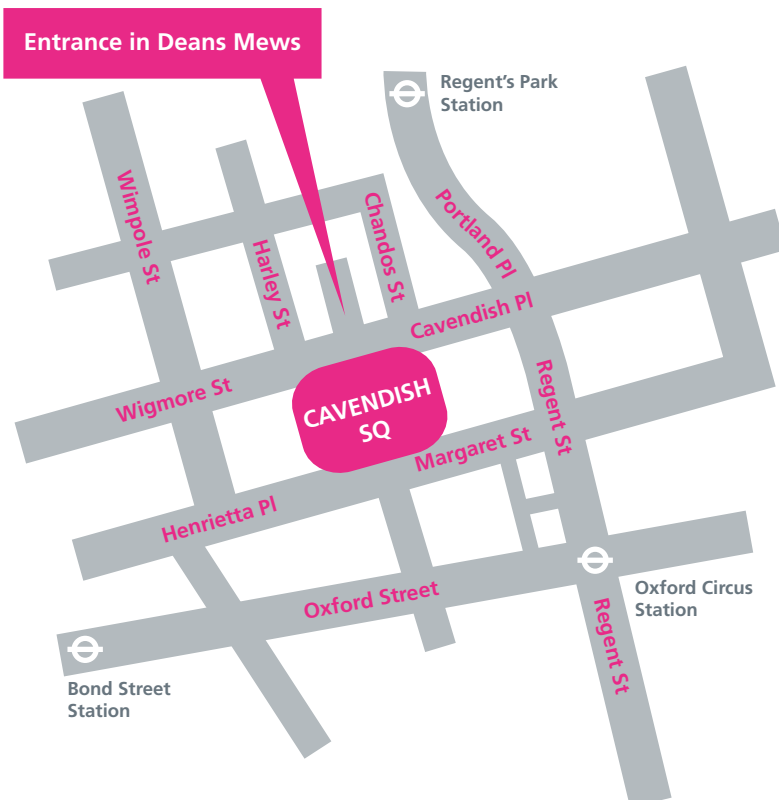 Entrance in Deans Mews
Regent's Park
Station
Wimpole St
Harley St
Chandos St
Portland Pl
Cavendish Pl
Wigmore St
CAVENDISH
SQ
Regent St
Margaret St
Henrietta Pl
Oxford Street
Oxford Circus
Station
Regent St
Bond Street
Station